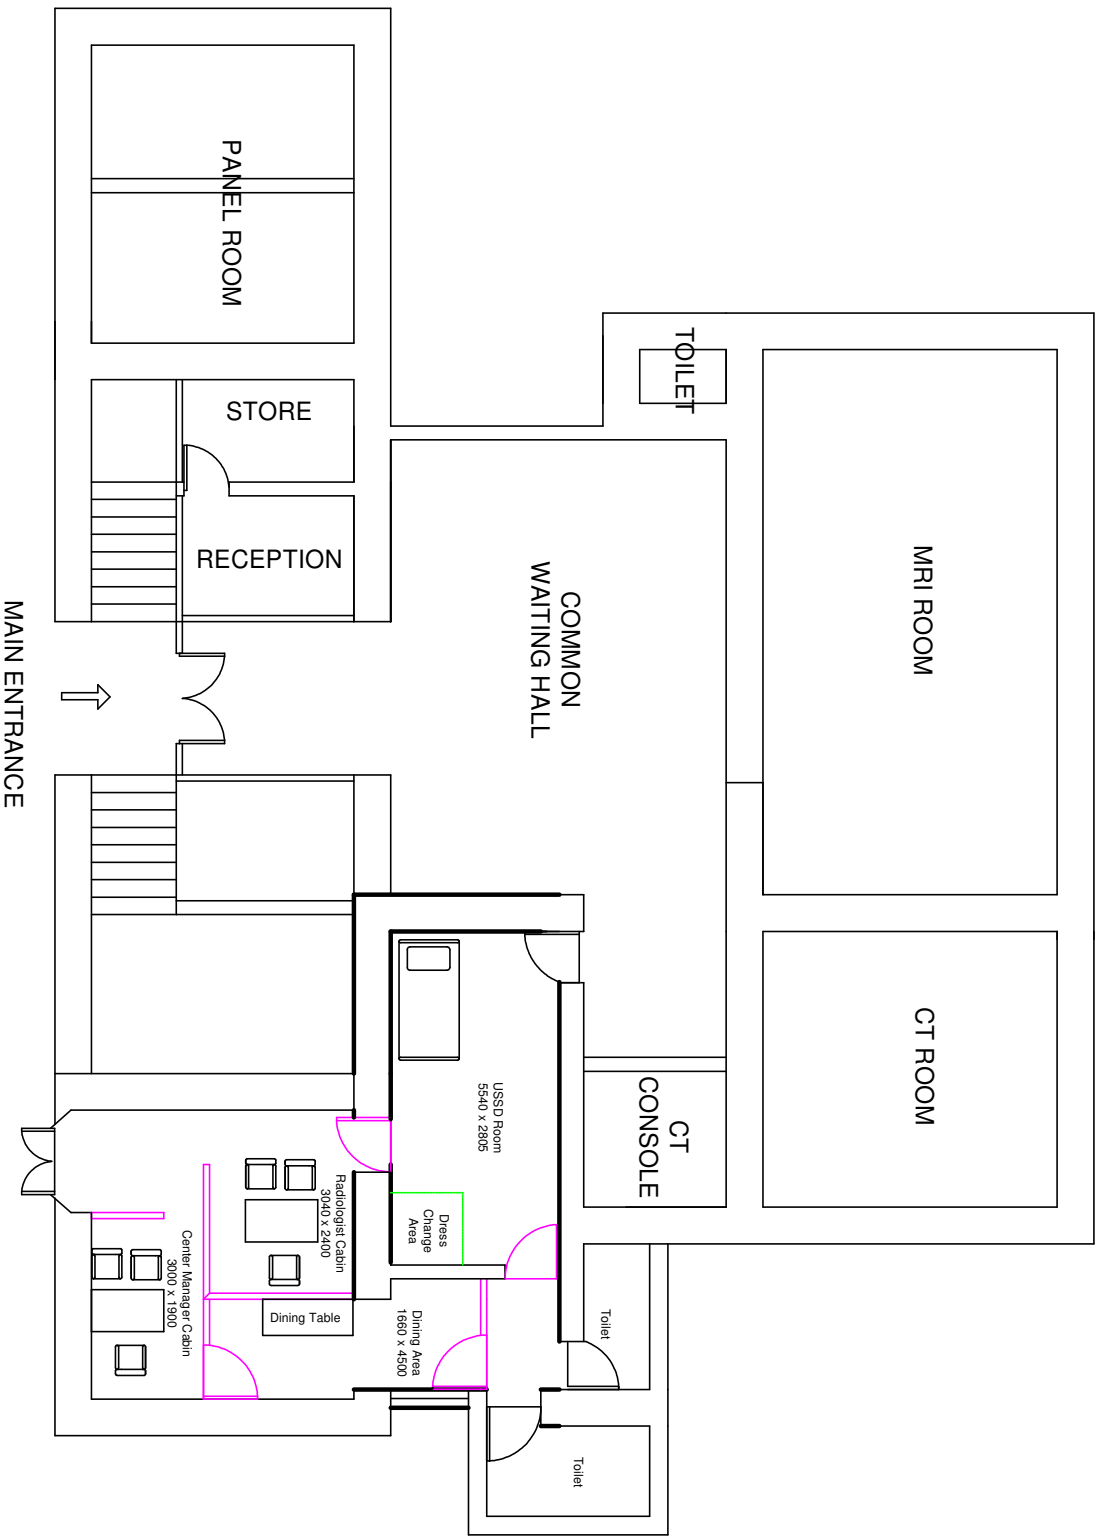 PANEL ROOM
TOILET
STORE
RECEPTION
MRI ROOM
COMMON
WAITING HALL
MAIN ENTRANCE
CT ROOM
CT
CONSOLE
USSD Room
5540 x 2805
Dress
Change
Area
Radiologist Cabin
3040 x 2400
Center Manager Cabin
3000 x 1900
Dining Table
Dining Area
1660 x 4500
Toilet
Toilet